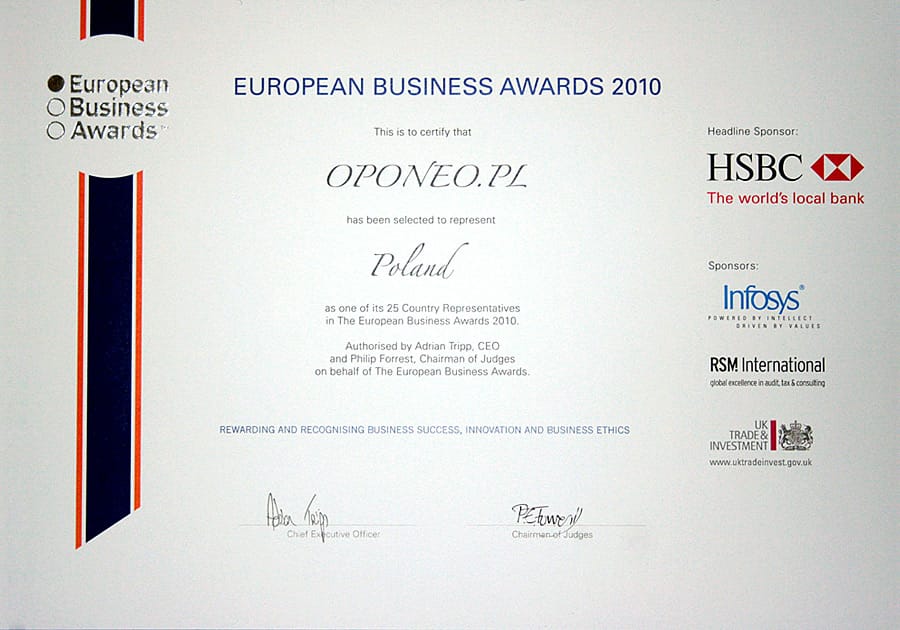 European
Business
Awards™
EUROPEAN BUSINESS AWARDS 2010
This is to certify that
OPONEO.PL
has been selected to represent
Poland
as one of its 25 Country Representatives
in The European Business Awards 2010.
Authorised by Adrian Tripp, CEO
and Philip Forrest, Chairman of Judges
on behalf of The European Business Awards.
REWARDING AND RECOGNISING BUSINESS SUCCESS, INNOVATION AND BUSINESS ETHICS
Adrian Tripp
Chief Executive Officer
Chairman of Judges
Headline Sponsor:
HSBC
The world's local bank
Sponsors:
Infosys®
POWERED BY INTELLECT
DRIVEN BY VALUES
RSM International
global excellence in audit, tax & consulting
UK
TRADE &
INVESTMENT
www.uktradeinvest.gov.uk